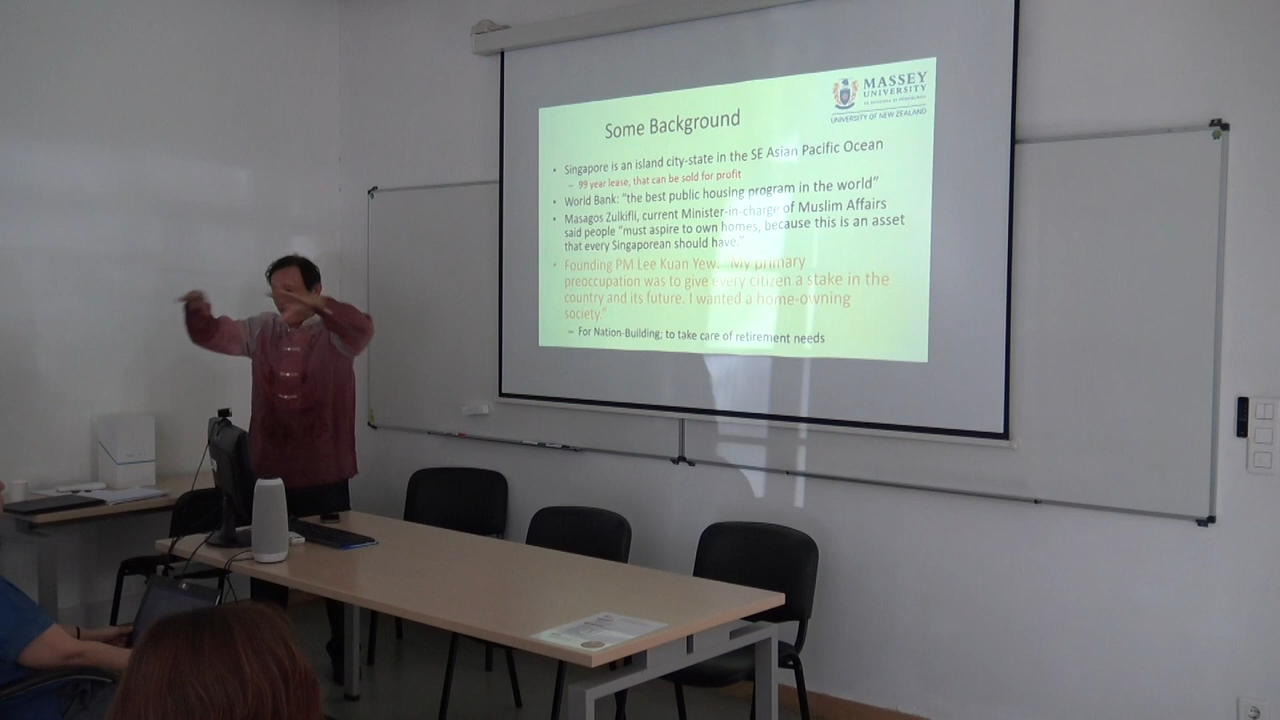 MASSEY
UNIVERSITY
UNIVERSITY OF NEW ZEALAND
Some Background
• Singapore is an island city-state in the SE Asian Pacific Ocean
– 99 year lease, that can be sold for profit
• World Bank: "the best public housing program in the world"
• Masagos Zulkifli, current Minister-in-charge of Muslim Affairs
said people "must aspire to own homes, because this is an asset
that every Singaporean should have."
• Founding PM Lee Kuan Yew: "My primary
preoccupation was to give every citizen a stake in the
country and its future. I wanted a home-owning
society."
– For Nation-Building; to take care of retirement needs